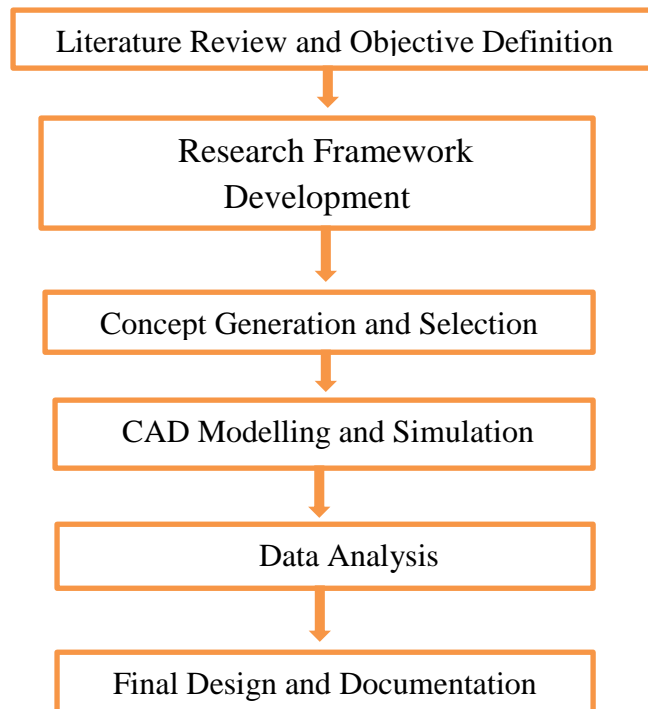 Literature Review and Objective Definition
Research Framework
Development
Concept Generation and Selection
CAD Modelling and Simulation
Data Analysis
Final Design and Documentation